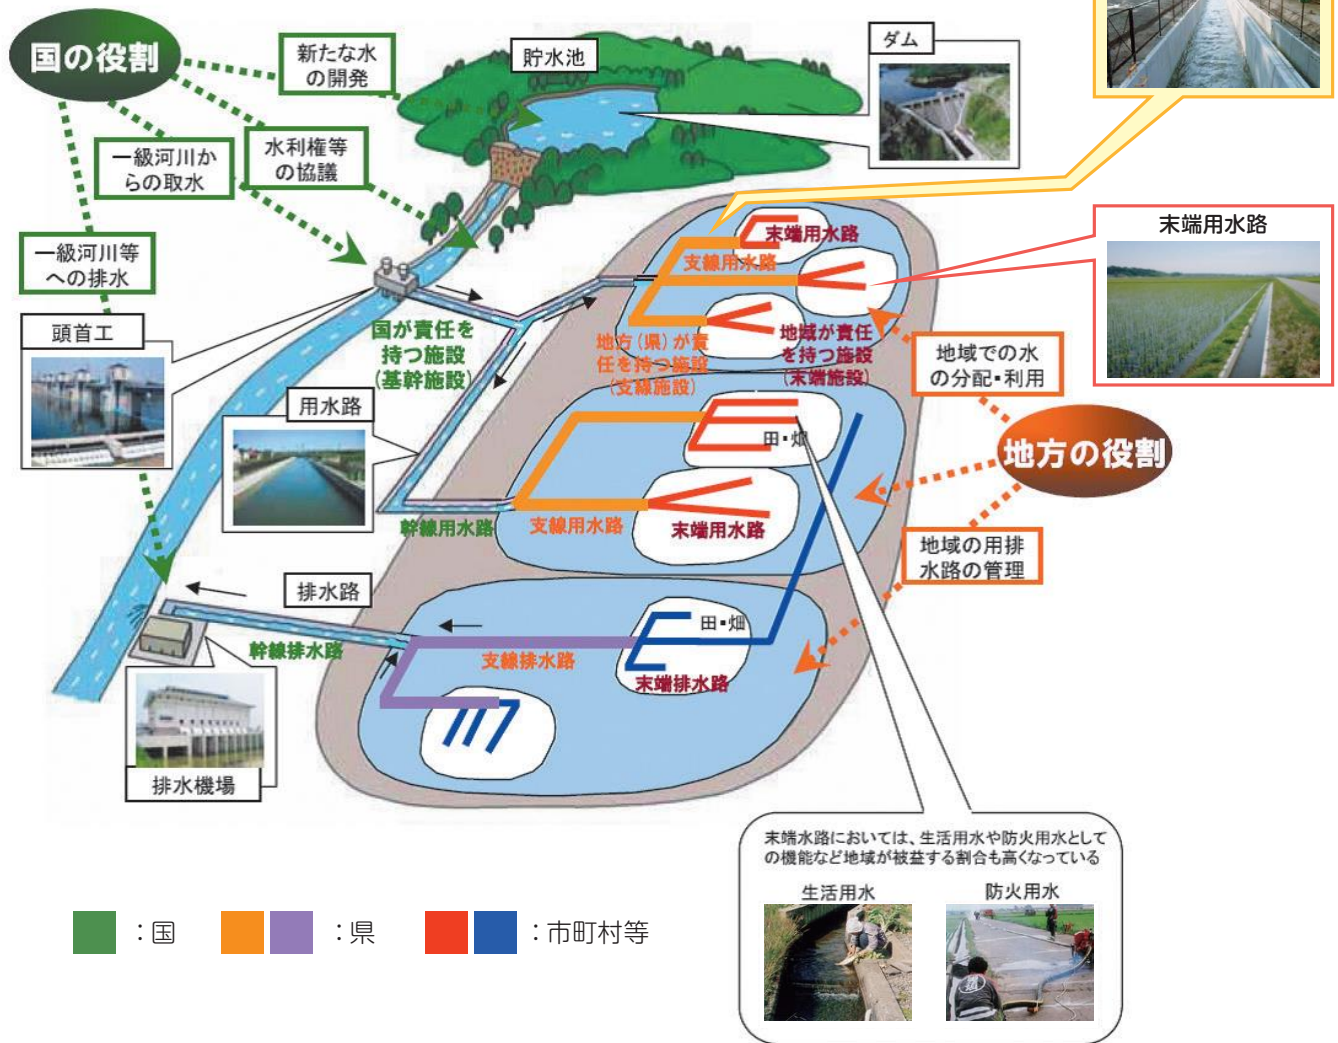 国の役割
新たな水
の開発
貯水池
ダム
一級河川か
らの取水
水利権等
の協議
一級河川等
への排水
頭首工
末端用水路
支線用水路
末端用水路
国が責任を
持つ施設
(基幹施設)
地方(県)が責
任を持つ施設
(支線施設)
地域が責任
を持つ施設
(末端施設)
地域での水
の分配・利用
用水路
田・畑
地方の役割
幹線用水路
支線用水路
末端用水路
地域の用排
水路の管理
排水路
田・畑
幹線排水路
支線排水路
末端排水路
排水機場
末端水路においては、生活用水や防火用水として
の機能など地域が被益する割合も高くなっている
生活用水
防火用水
：国
：県
：市町村等